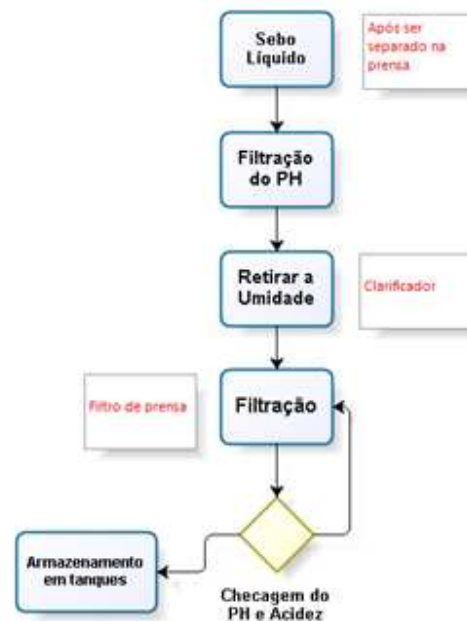 Sebo
Líquido
Após ser
separado na
prensa
Filtração
do PH
Retirar a
Umidade
Clarificador
Filtro de prensa
Filtração
Armazenamento
em tanques
Checagem do
PH e Acidez